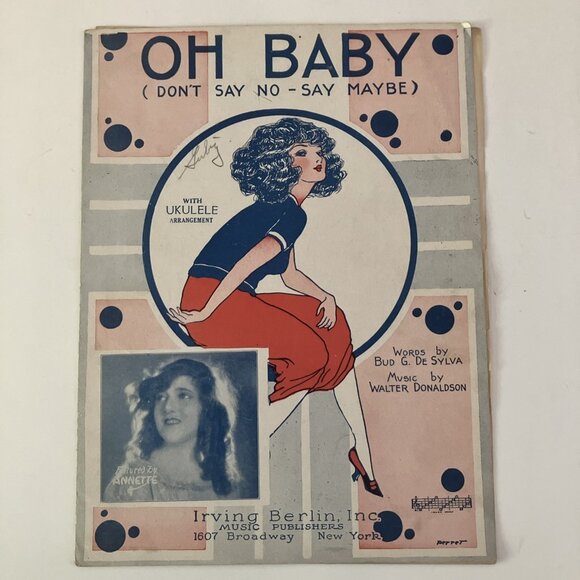 OH BABY
(DON'T SAY NO - SAY MAYBE)
WITH
UKULELE
ARRANGEMENT
WORDS BY
BUD G. DE SYLVA
MUSIC BY
WALTER DONALDSON
Featured By
ANNETTE
Irving Berlin, Inc.
MUSIC PUBLISHERS
1607 Broadway New York
PERRET